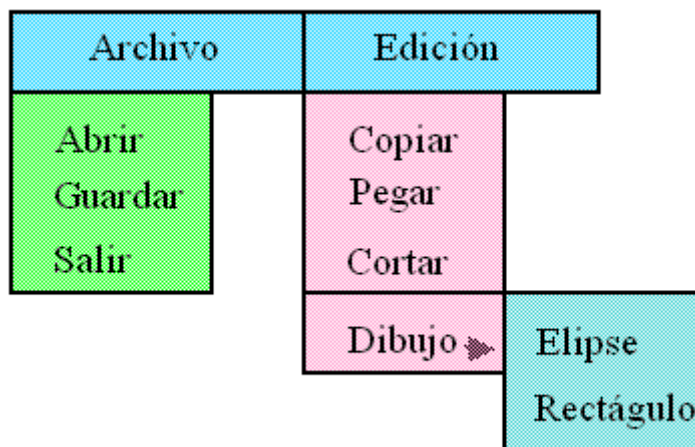 Archivo
Edición
Abrir
Guardar
Salir
Copiar
Pegar
Cortar
Dibujo
Elipse
Rectágulo